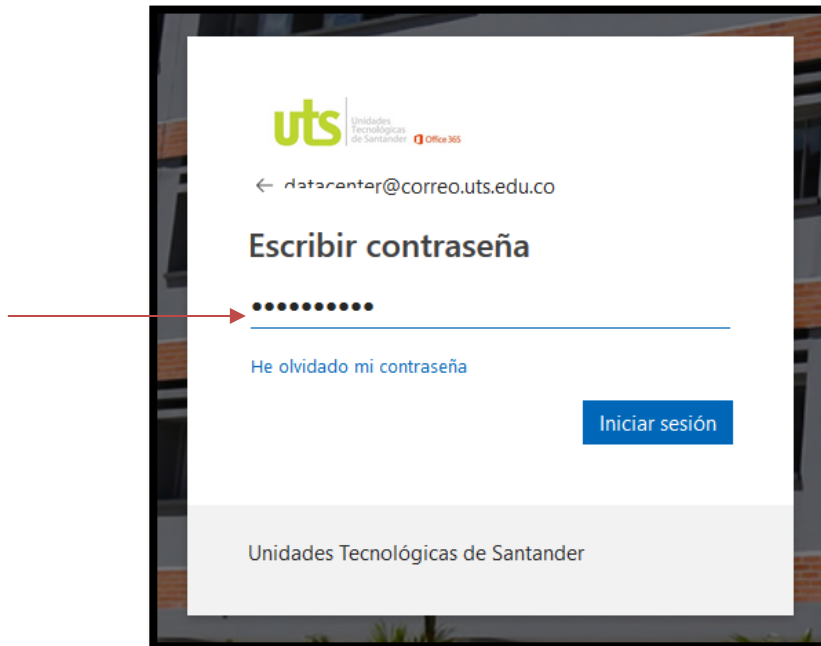 uts
Unidades
Tecnológicas
de Santander
Office 365
← datacenter@correo.uts.edu.co
Escribir contraseña
••••••••••
He olvidado mi contraseña
Iniciar sesión
Unidades Tecnológicas de Santander